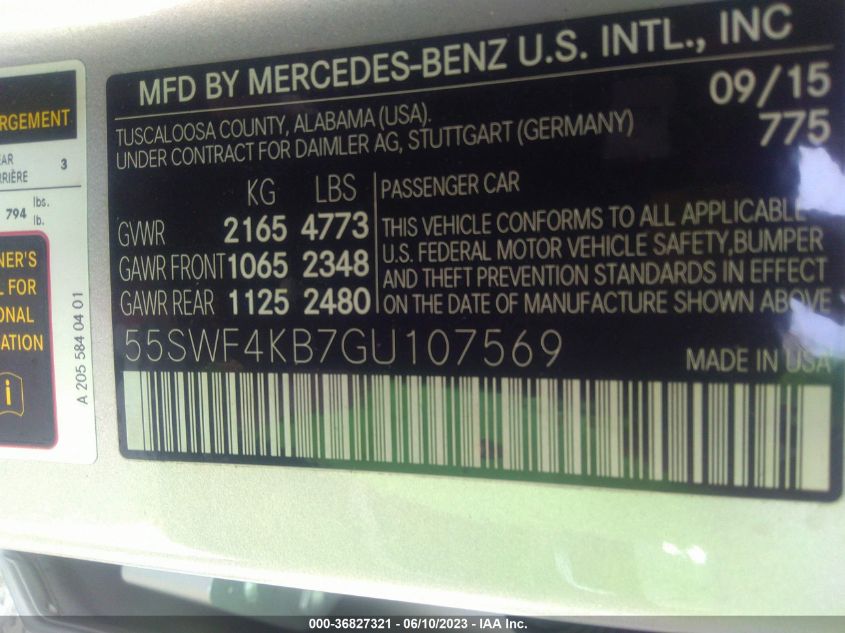 RGEMENT
EAR 3
RIÈRE
794 lbs.
lb.
NER'S
L FOR
ONAL
ATION
A 205 584 04 01
MFD BY MERCEDES-BENZ U.S. INTL., INC
TUSCALOOSA COUNTY, ALABAMA (USA). 09/15
UNDER CONTRACT FOR DAIMLER AG, STUTTGART (GERMANY) 775
KG LBS
GVWR 2165 4773
GAWR FRONT 1065 2348
GAWR REAR 1125 2480
PASSENGER CAR
THIS VEHICLE CONFORMS TO ALL APPLICABLE
U.S. FEDERAL MOTOR VEHICLE SAFETY, BUMPER
AND THEFT PREVENTION STANDARDS IN EFFECT
ON THE DATE OF MANUFACTURE SHOWN ABOVE
55SWF4KB7GU107569 MADE IN USA
000-36827321 - 06/10/2023 - IAA Inc.